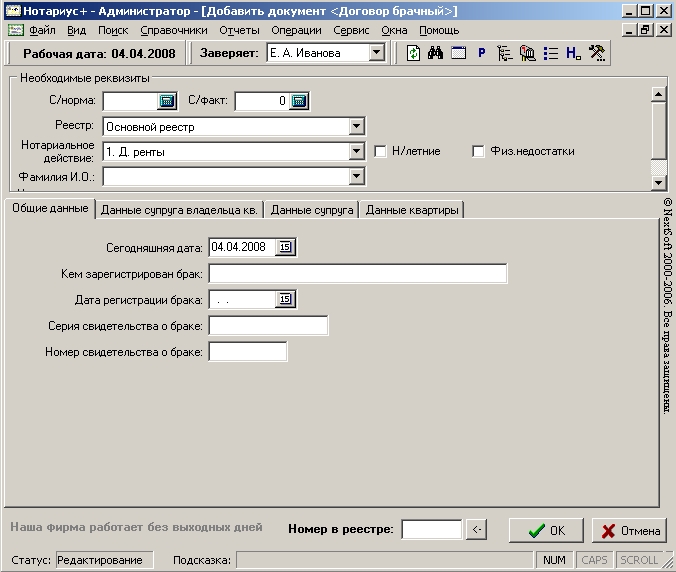 Нотариус+ - Администратор - [Добавить документ <Договор брачный>]
Файл Вид Поиск Справочники Отчеты Операции Сервис Окна Помощь
Рабочая дата: 04.04.2008 Заверяет: Е. А. Иванова P H
Необходимые реквизиты
С/норма: С/факт: 0
Реестр: Основной реестр
Нотариальное
действие: 1. Д. ренты Н/летние Физ.недостатки
Фамилия И.О.:
Общие данные Данные супруга владельца кв. Данные супруга Данные квартиры
Сегодняшняя дата: 04.04.2008 15
Кем зарегистрирован брак:
Дата регистрации брака: . . 15
Серия свидетельства о браке:
Номер свидетельства о браке:
© NextSoft 2000-2006. Все права защищены.
Наша фирма работает без выходных дней Номер в реестре: <- OK Отмена
Статус: Редактирование Подсказка: NUM CAPS SCROLL